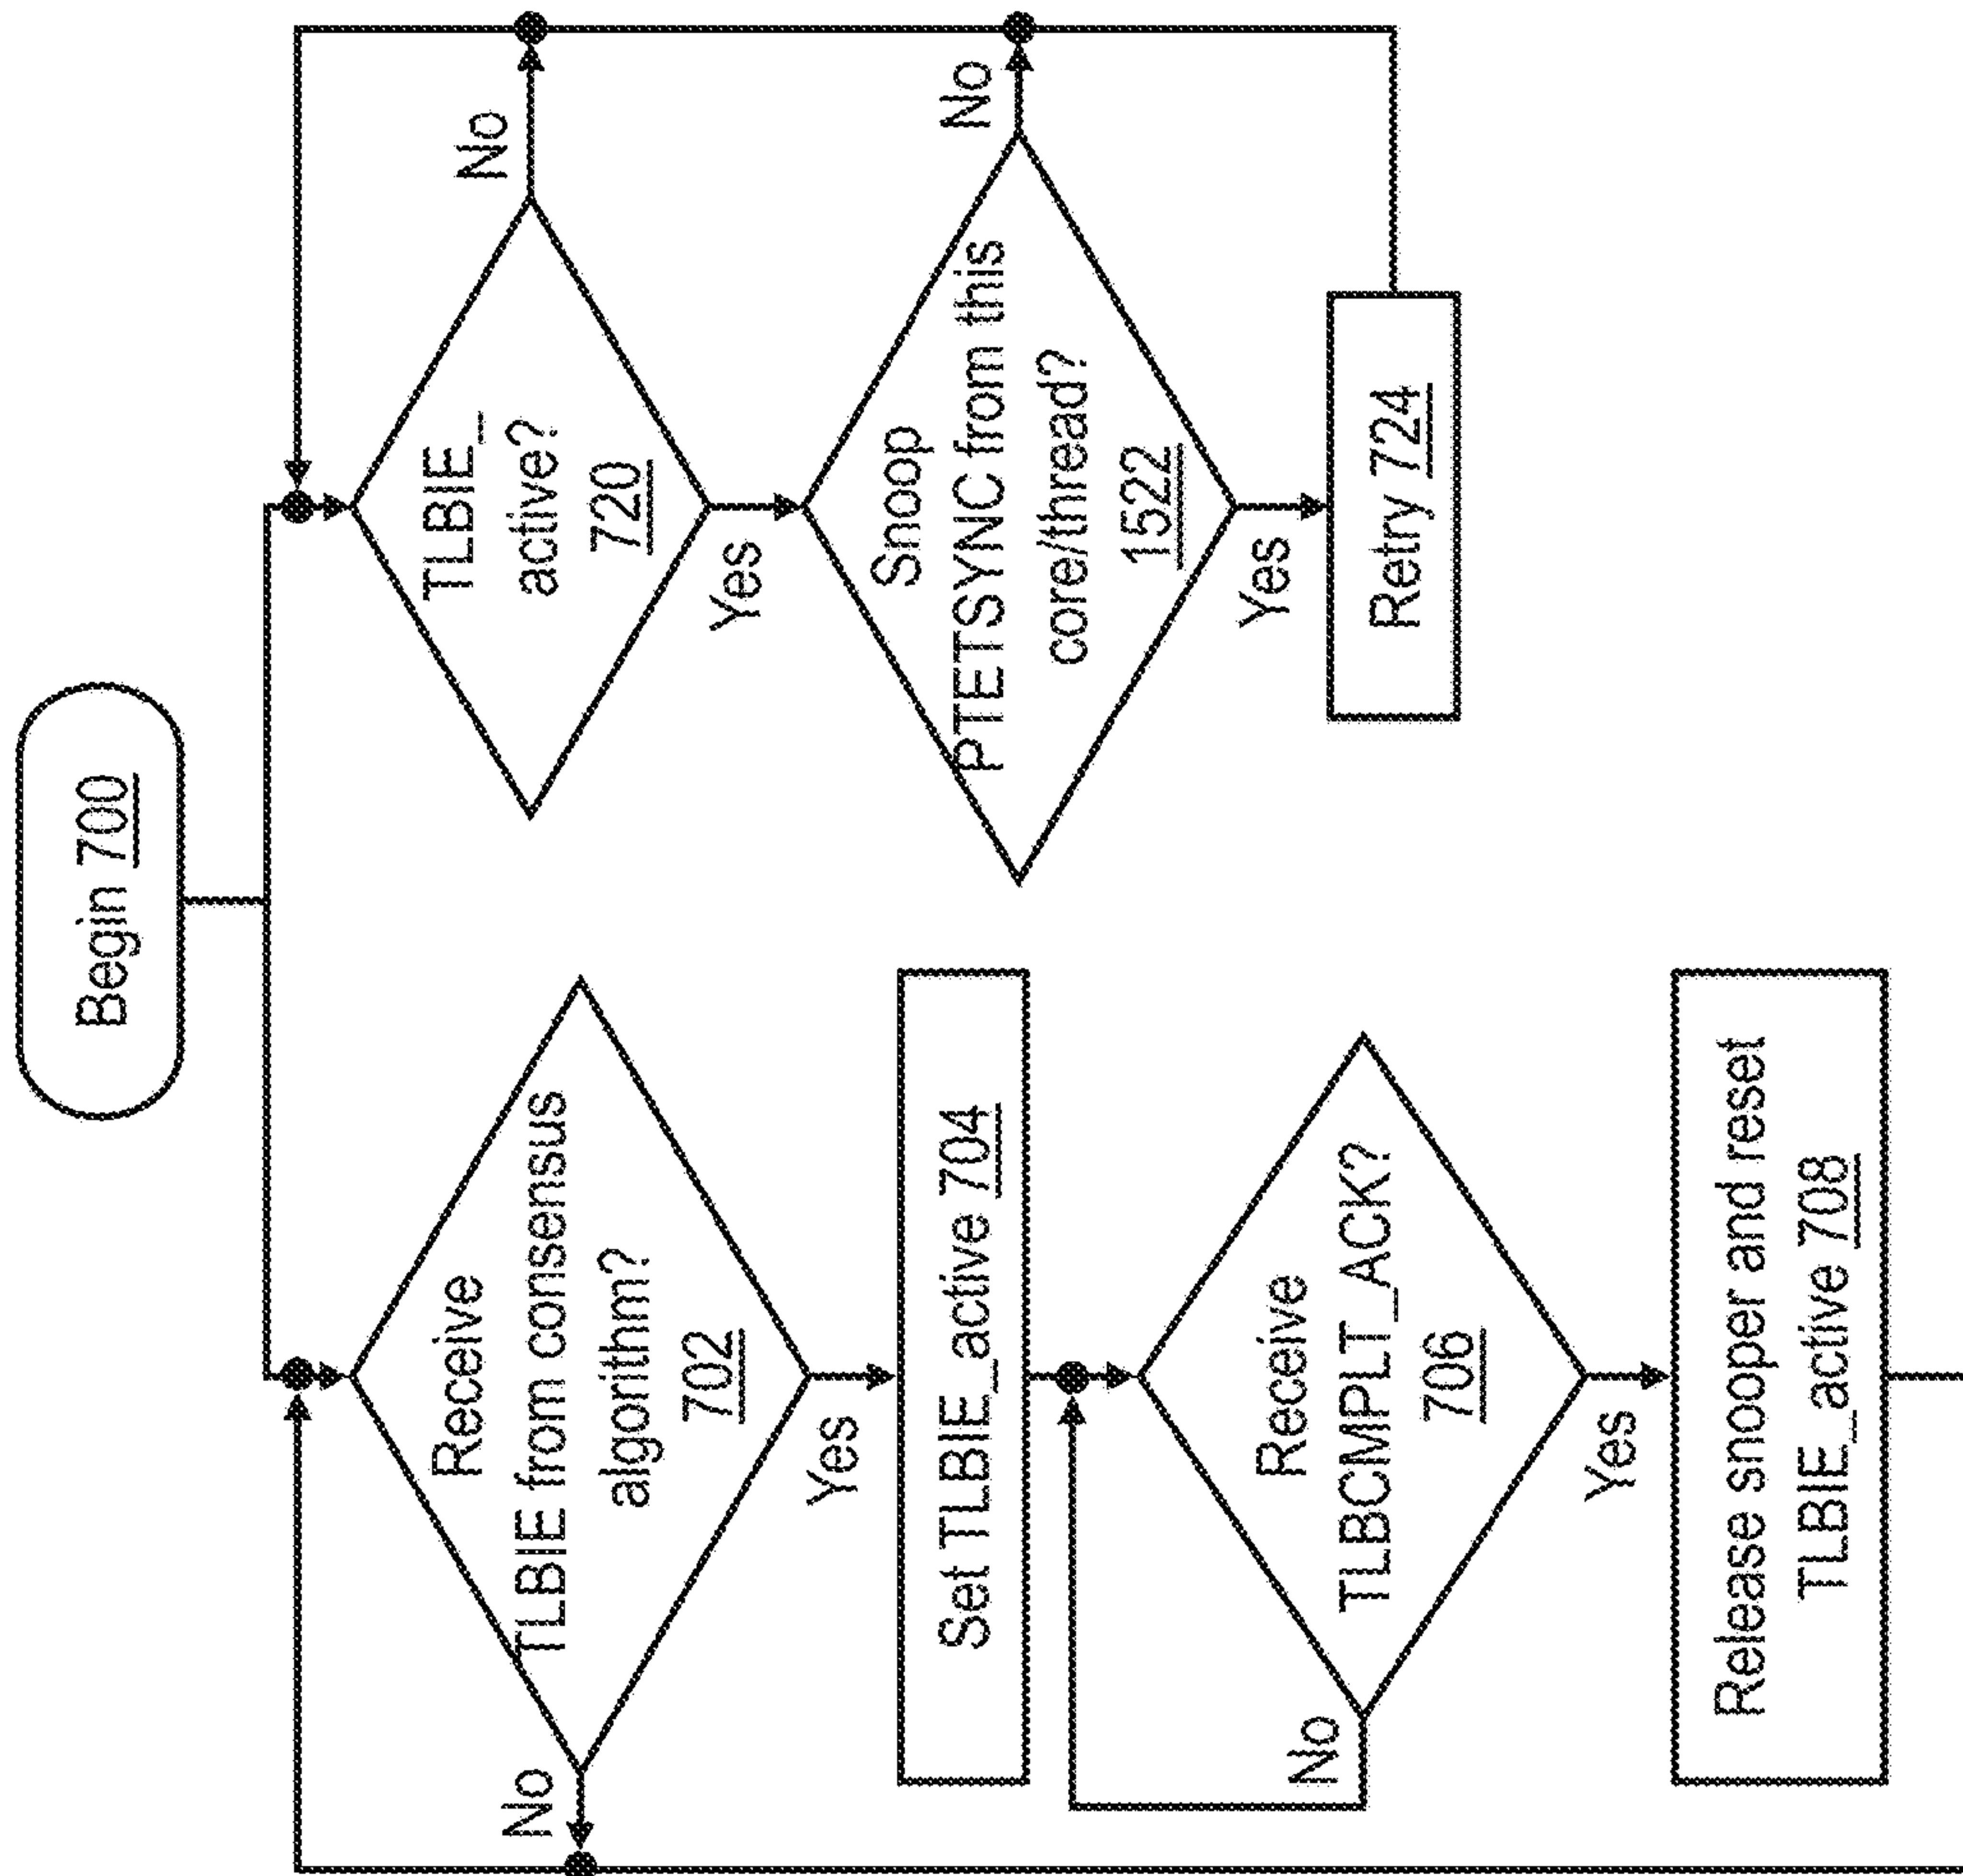 Begin 700
Receive
TLBIE from consensus
algorithm?
702
No
Yes
Set TLBIE_active 704
Receive
TLBCMPLT_ACK?
706
No
Yes
Release snooper and reset
TLBIE_active 708
TLBIE_
active?
720
No
Yes
Snoop
PTETSYNC from this
core/thread?
1522
No
Yes
Retry 724